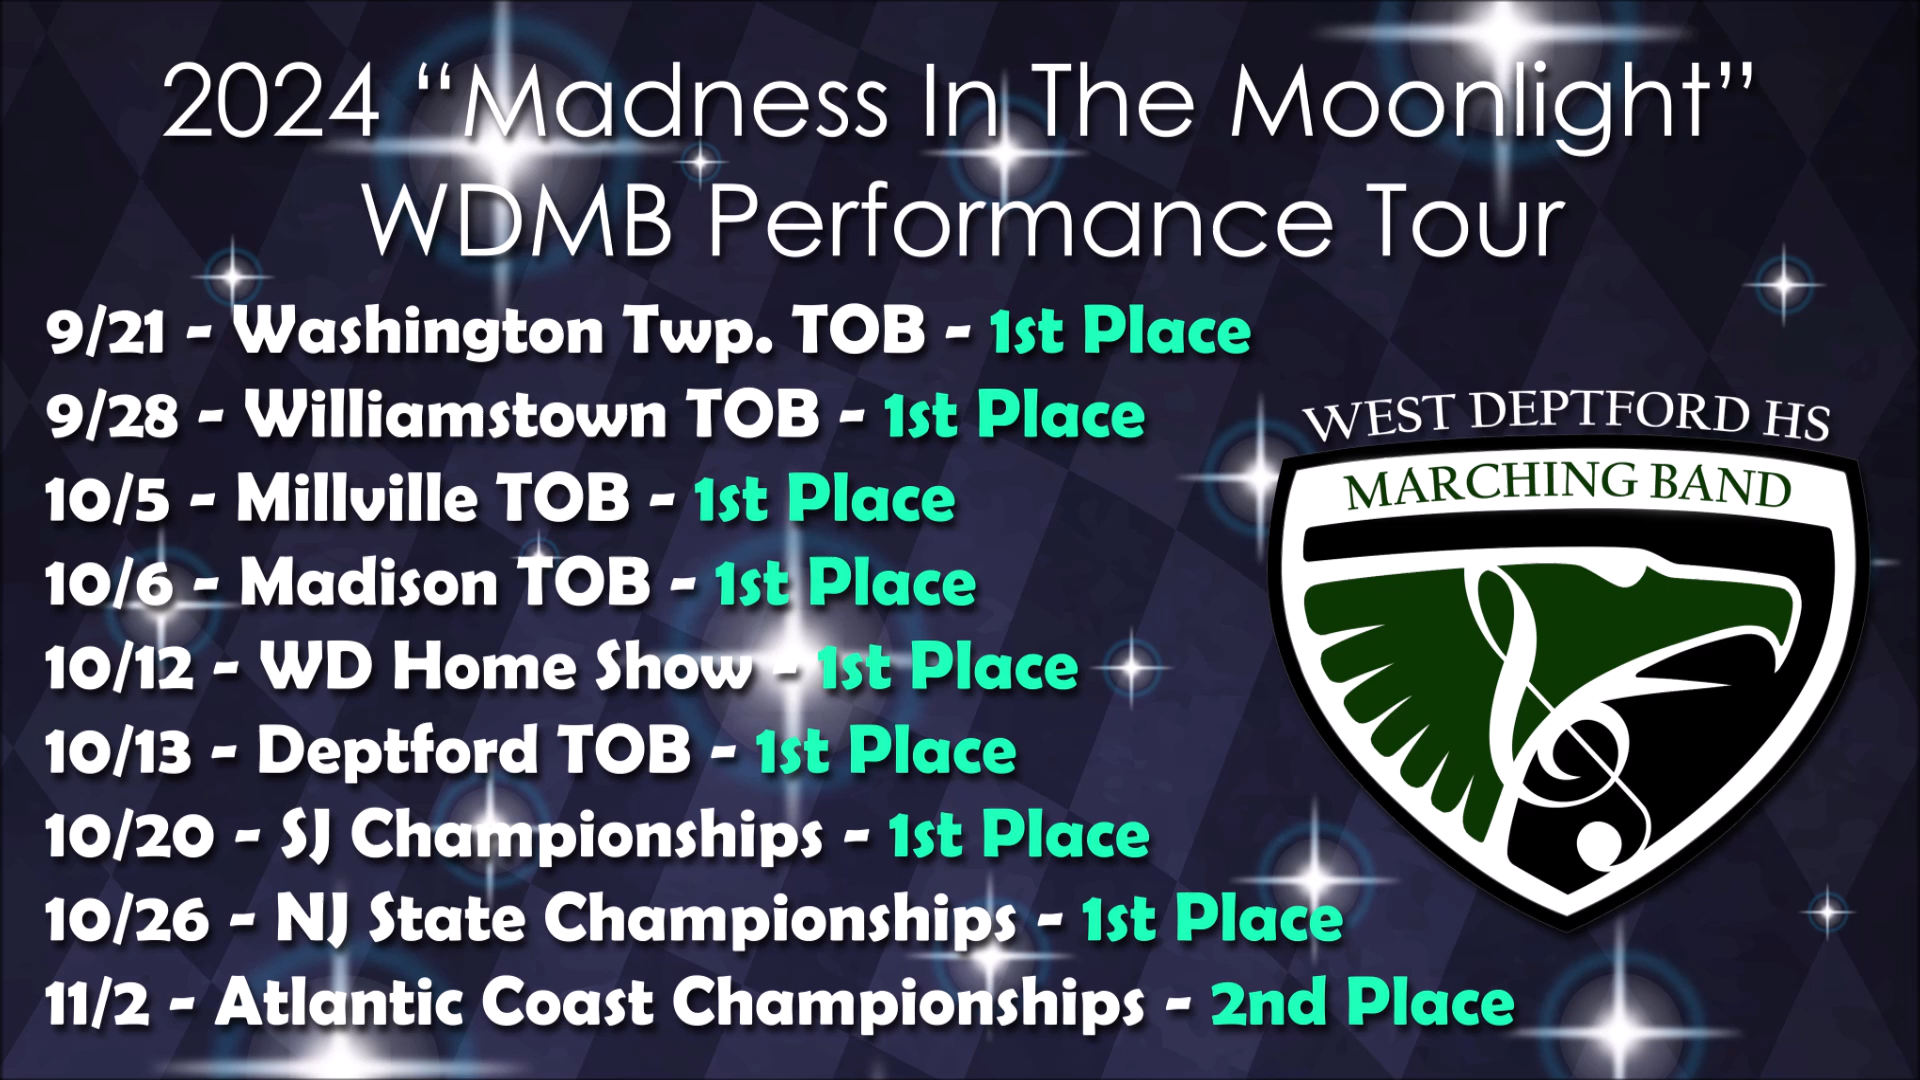 2024 “Madness In The Moonlight”
WDMB Performance Tour
9/21 - Washington Twp. TOB - 1st Place
9/28 - Williamstown TOB - 1st Place
10/5 - Millville TOB - 1st Place
10/6 - Madison TOB - 1st Place
10/12 - WD Home Show - 1st Place
10/13 - Deptford TOB - 1st Place
10/20 - SJ Championships - 1st Place
10/26 - NJ State Championships - 1st Place
11/2 - Atlantic Coast Championships - 2nd Place
WEST DEPTFORD HS
MARCHING BAND